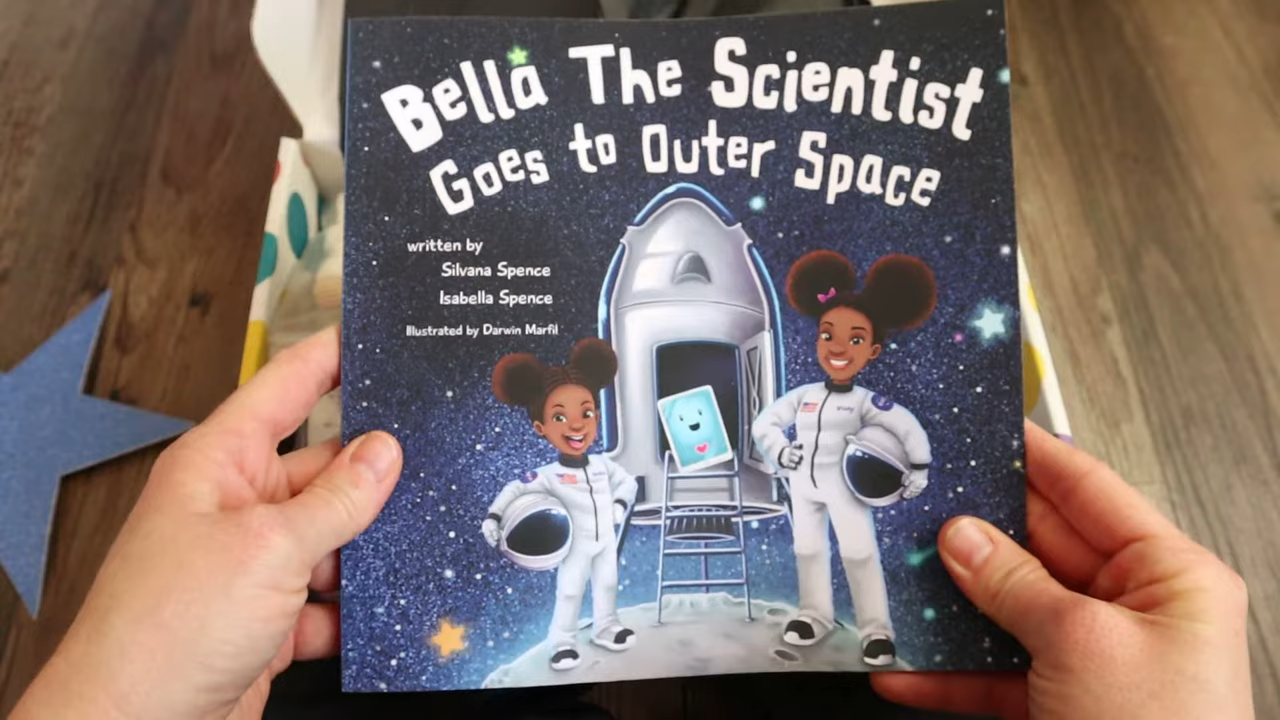 Bella The Scientist
Goes to Outer Space
written by
Silvana Spence
Isabella Spence
Illustrated by Darwin Marfil